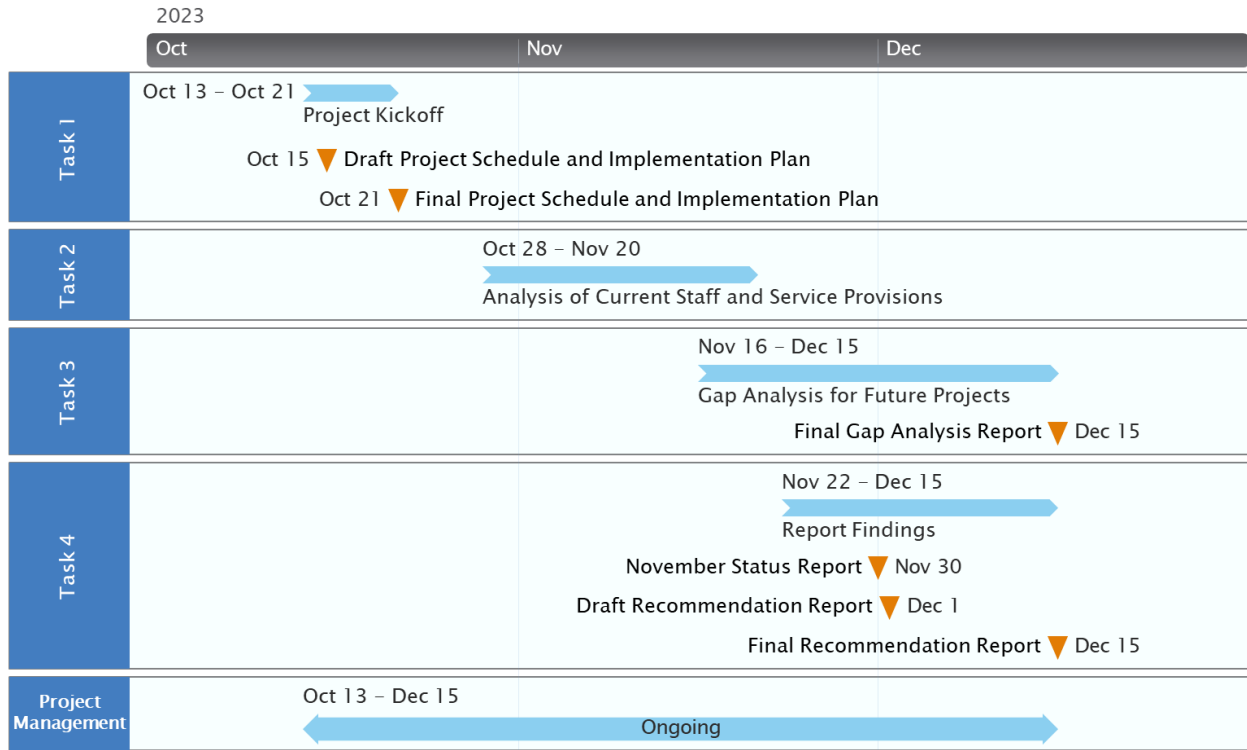 2023
Oct Nov Dec
Task 1
Oct 13 – Oct 21
Project Kickoff
Oct 15 Draft Project Schedule and Implementation Plan
Oct 21 Final Project Schedule and Implementation Plan
Task 2
Oct 28 – Nov 20
Analysis of Current Staff and Service Provisions
Task 3
Nov 16 – Dec 15
Gap Analysis for Future Projects
Final Gap Analysis Report Dec 15
Task 4
Nov 22 – Dec 15
Report Findings
November Status Report Nov 30
Draft Recommendation Report Dec 1
Final Recommendation Report Dec 15
Project
Management
Oct 13 – Dec 15
Ongoing